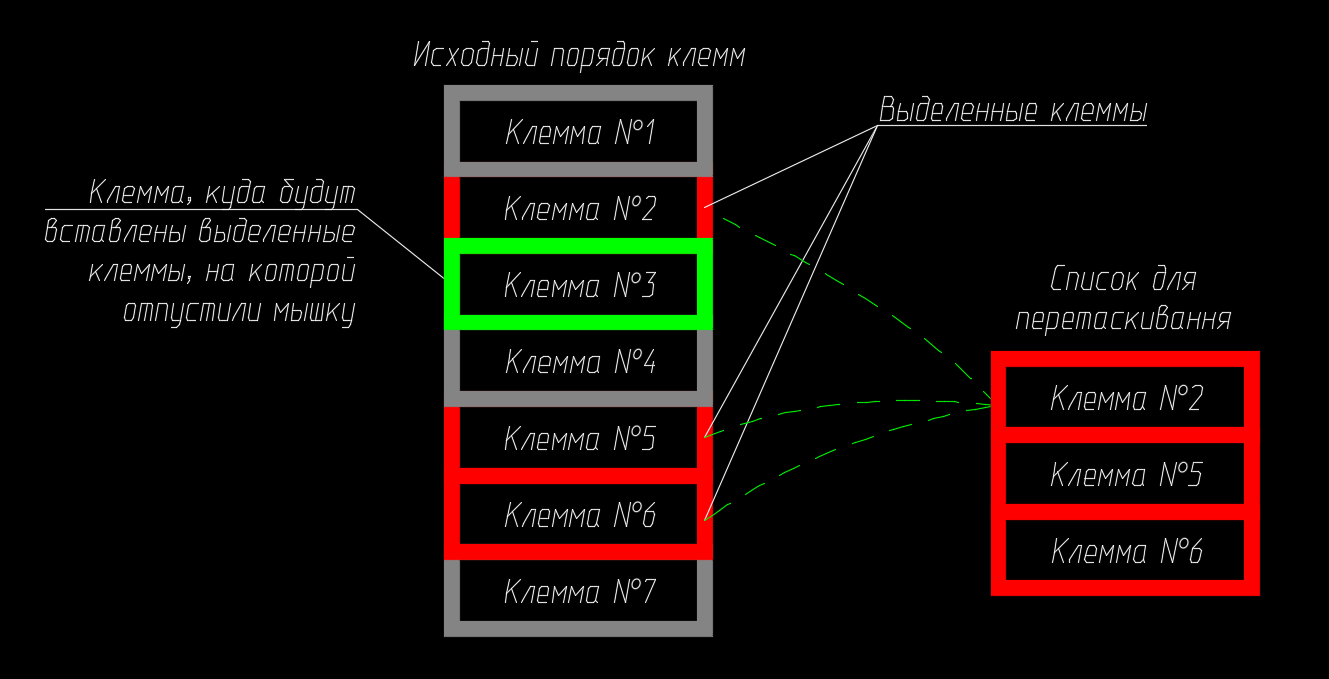 Исходный порядок клемм
Клемма №1
Клемма №2
Клемма №3
Клемма №4
Клемма №5
Клемма №6
Клемма №7
Клемма, куда будут
вставлены выделенные
клеммы, на которой
отпустили мышку
Выделенные клеммы
Список для
перетаскивання
Клемма №2
Клемма №5
Клемма №6